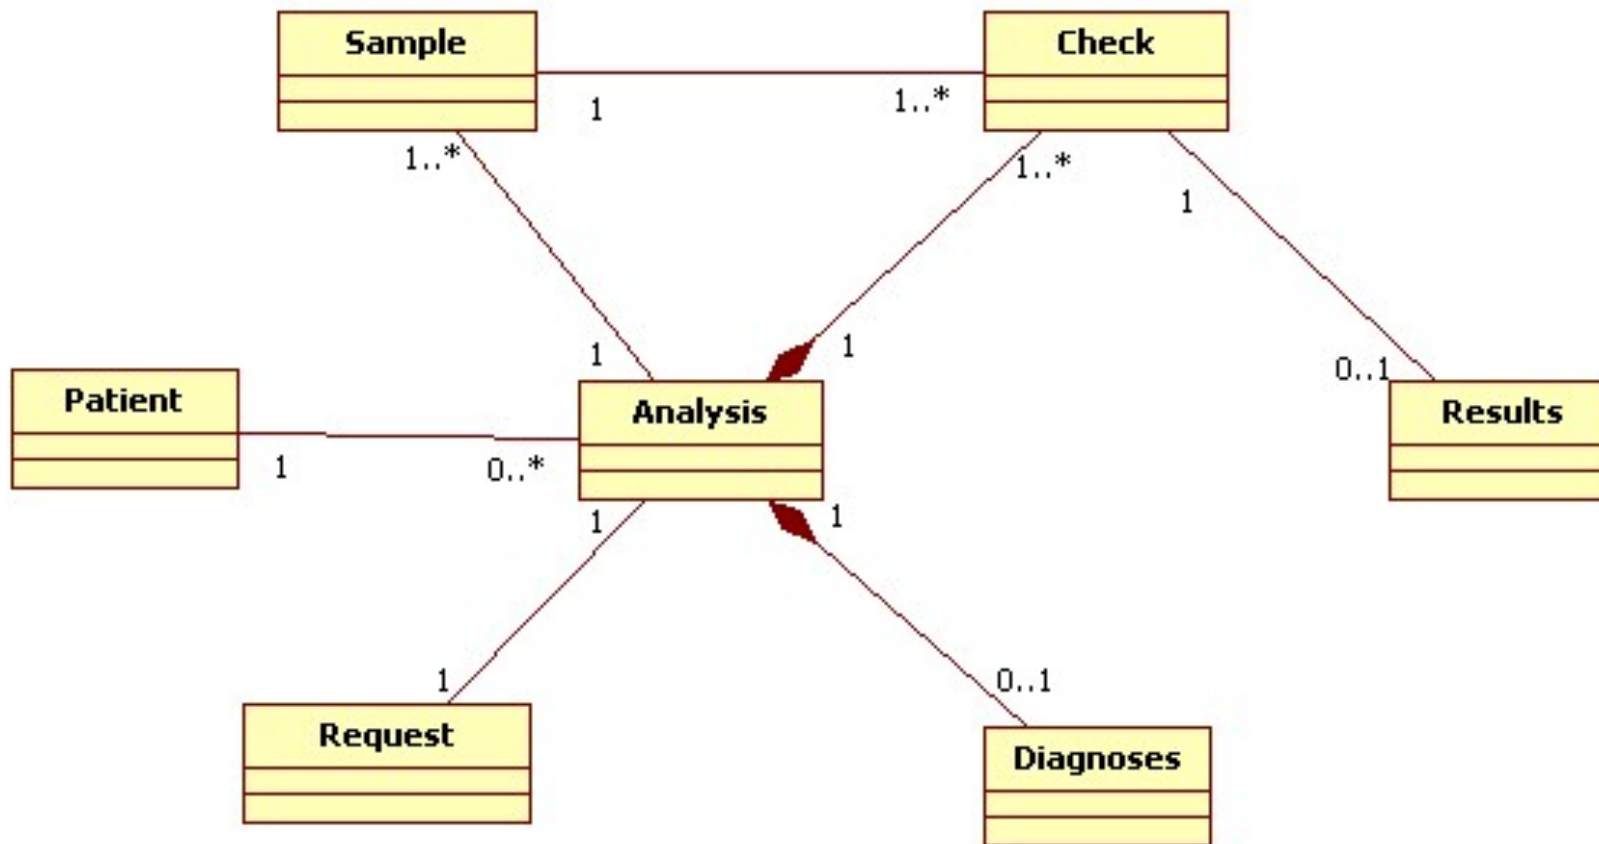 Sample
Check
1
1..*
1..*
1..*
1
1
1
0..1
Patient
Analysis
Results
1
0..*
1
1
1
0..1
Request
Diagnoses